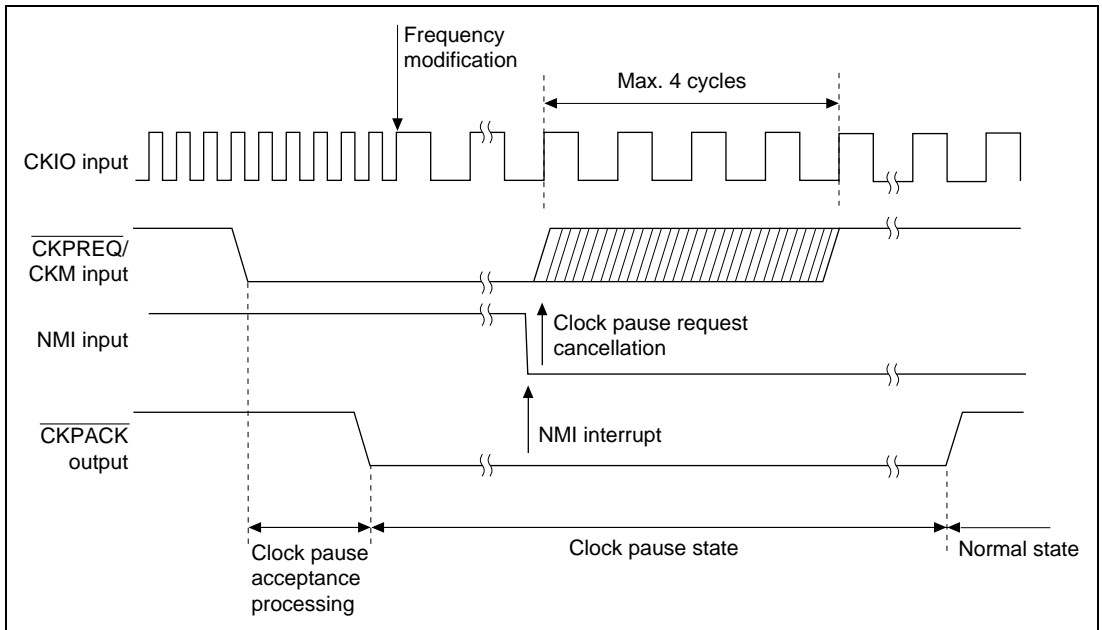 Frequency
modification
Max. 4 cycles
CKIO input
CKPREQ/
CKM input
Clock pause request
cancellation
NMI input
NMI interrupt
CKPACK
output
Clock pause
acceptance
processing
Clock pause state
Normal state